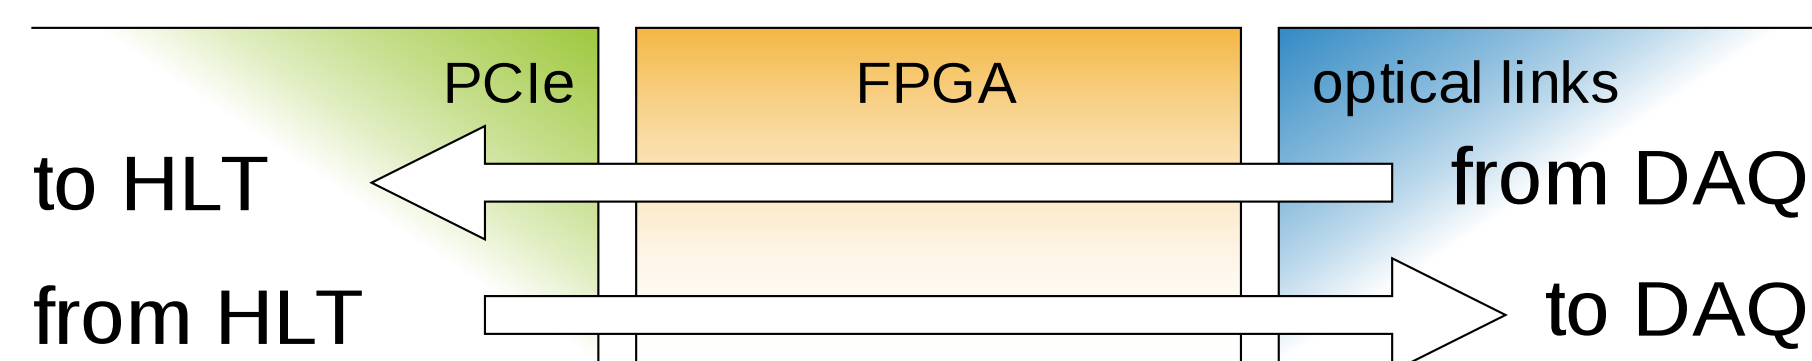 PCIe FPGA optical links
to HLT from DAQ
from HLT to DAQ